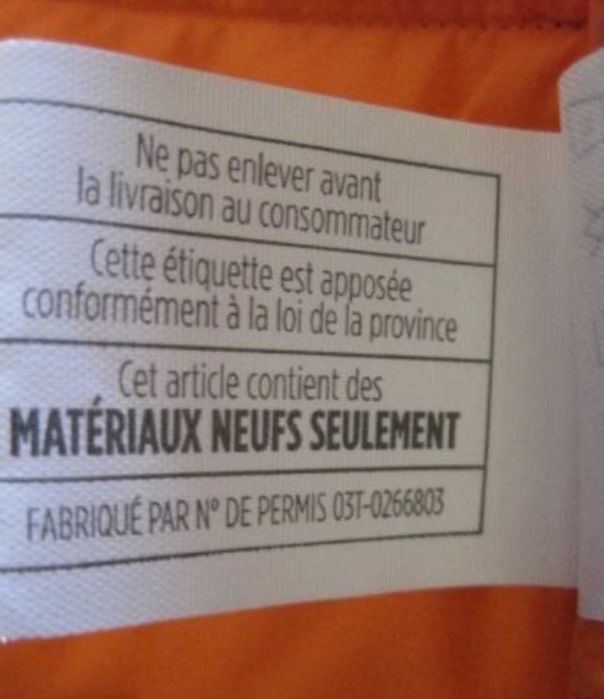 Ne pas enlever avant
la livraison au consommateur
Cette étiquette est apposée
conformément à la loi de la province
Cet article contient des
MATÉRIAUX NEUFS SEULEMENT
FABRIQUÉ PAR N° DE PERMIS 03T-0266803